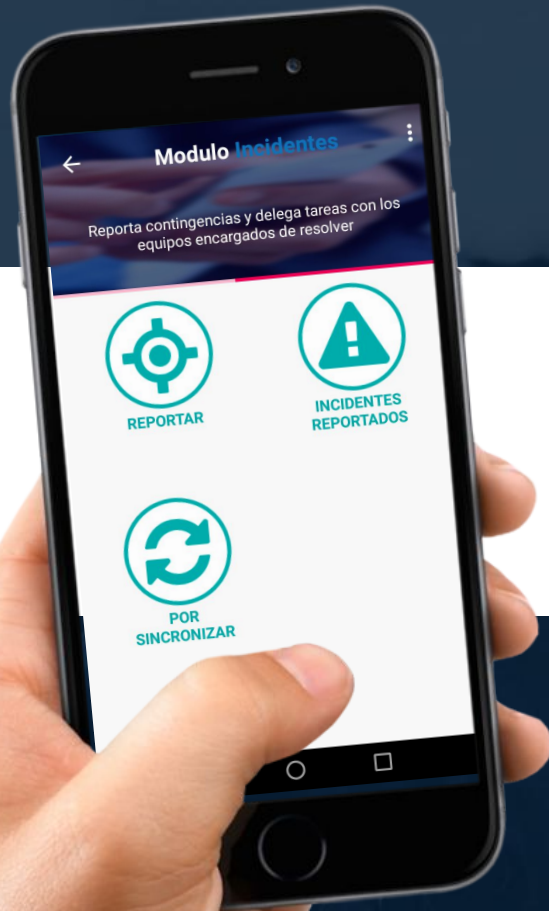 Modulo Incidentes
Reporta contingencias y delega tareas con los
equipos encargados de resolver
REPORTAR
INCIDENTES
REPORTADOS
POR
SINCRONIZAR